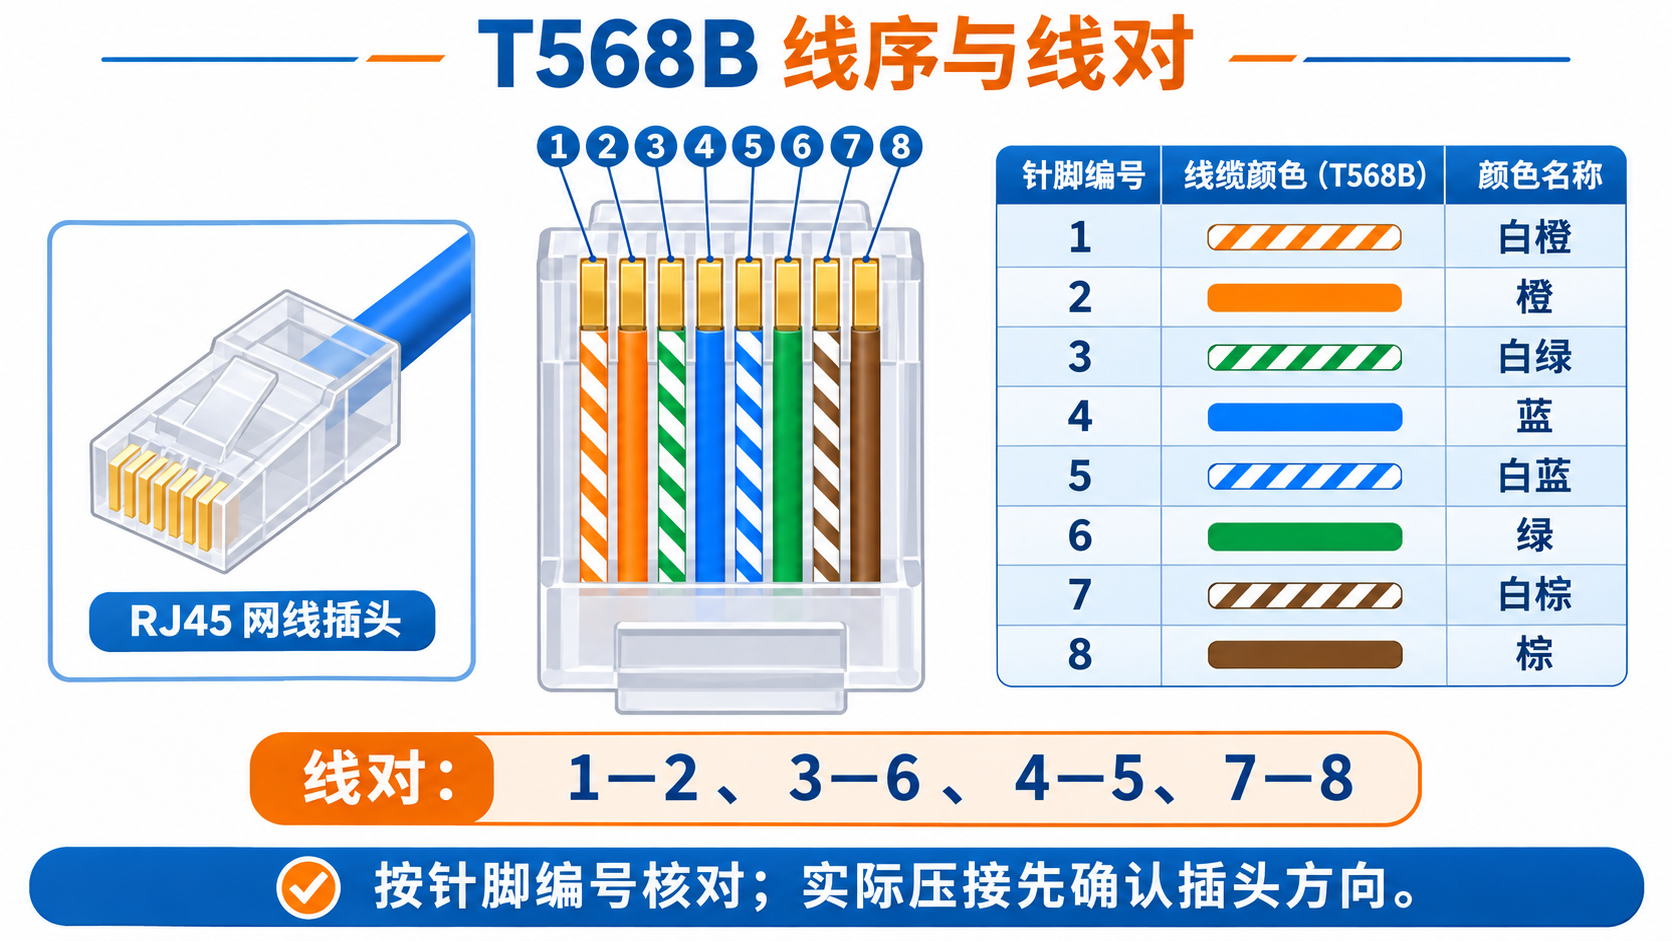 T568B 线序与线对
1 2 3 4 5 6 7 8
RJ45 网线插头
针脚编号 线缆颜色 (T568B) 颜色名称
1 白橙
2 橙
3 白绿
4 蓝
5 白蓝
6 绿
7 白棕
8 棕
线对： 1—2、3—6、4—5、7—8
按针脚编号核对；实际压接先确认插头方向。